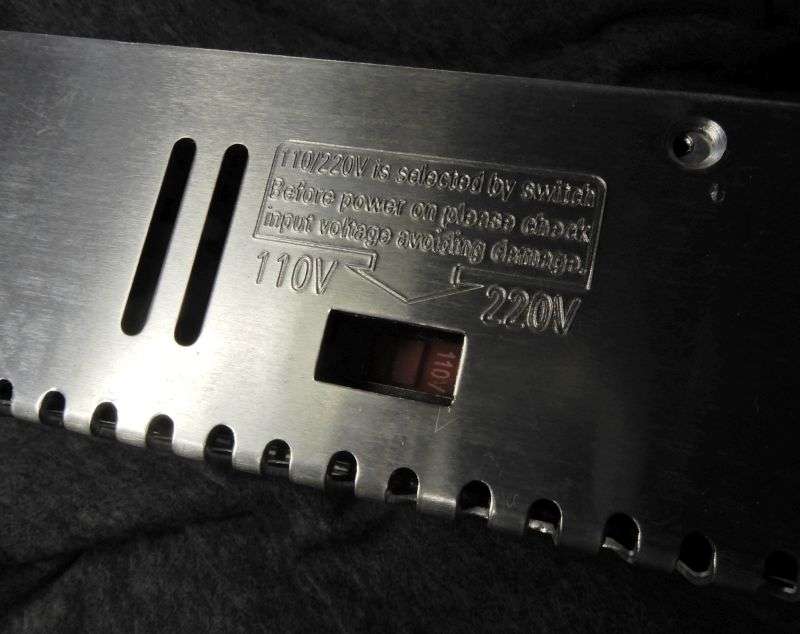 110/220V is selected by switch
Before power on please check
input voltage avoiding damage.
110V
220V
110V